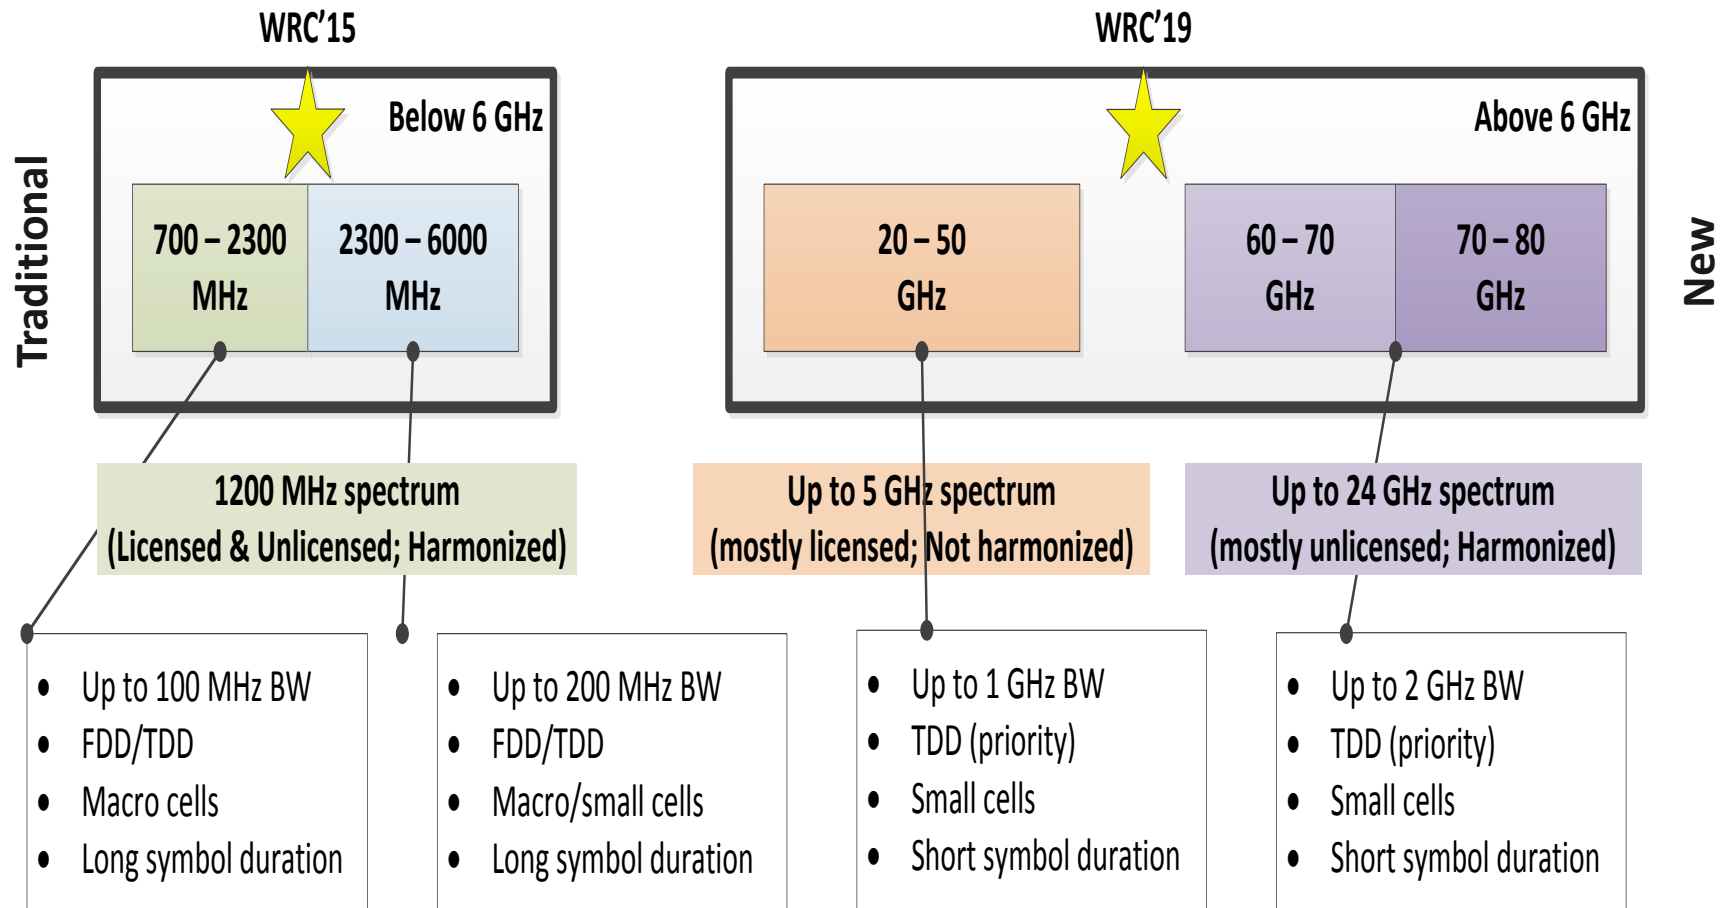 WRC'15
WRC'19
Traditional
Below 6 GHz
700 – 2300
MHz
2300 – 6000
MHz
Above 6 GHz
20 – 50
GHz
60 – 70
GHz
70 – 80
GHz
New
1200 MHz spectrum
(Licensed & Unlicensed; Harmonized)
Up to 5 GHz spectrum
(mostly licensed; Not harmonized)
Up to 24 GHz spectrum
(mostly unlicensed; Harmonized)
• Up to 100 MHz BW
• FDD/TDD
• Macro cells
• Long symbol duration
• Up to 200 MHz BW
• FDD/TDD
• Macro/small cells
• Long symbol duration
• Up to 1 GHz BW
• TDD (priority)
• Small cells
• Short symbol duration
• Up to 2 GHz BW
• TDD (priority)
• Small cells
• Short symbol duration